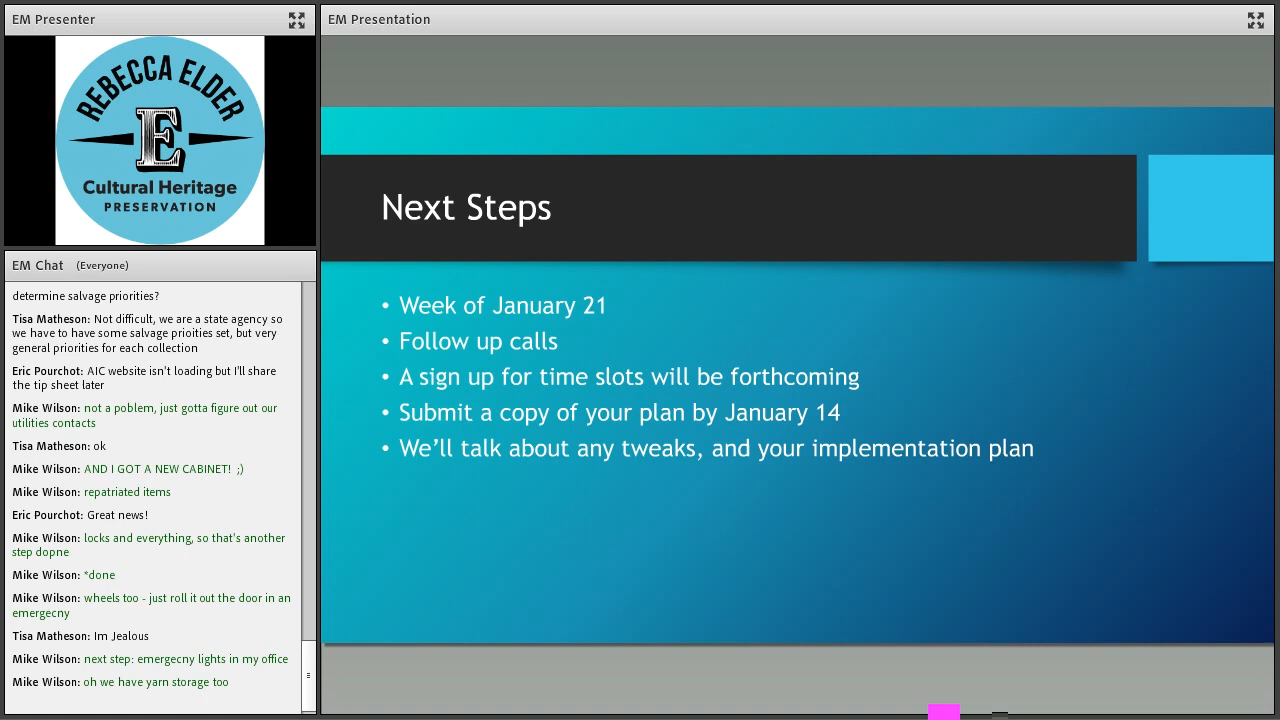 EM Presenter
REBECCA ELDER
E
Cultural Heritage
PRESERVATION
EM Chat (Everyone)
determine salvage priorities?
Tisa Matheson: Not difficult, we are a state agency so
we have to have some salvage prioities set, but very
general priorities for each collection
Eric Pourchot: AIC website isn't loading but I'll share
the tip sheet later
Mike Wilson: not a poblem, just gotta figure out our
utilities contacts
Tisa Matheson: ok
Mike Wilson: AND I GOT A NEW CABINET! ;)
Mike Wilson: repatriated items
Eric Pourchot: Great news!
Mike Wilson: locks and everything, so that's another
step dopne
Mike Wilson: *done
Mike Wilson: wheels too - just roll it out the door in an
emergecny
Tisa Matheson: Im Jealous
Mike Wilson: next step: emergecny lights in my office
Mike Wilson: oh we have yarn storage too
EM Presentation
Next Steps
• Week of January 21
• Follow up calls
• A sign up for time slots will be forthcoming
• Submit a copy of your plan by January 14
• We’ll talk about any tweaks, and your implementation plan